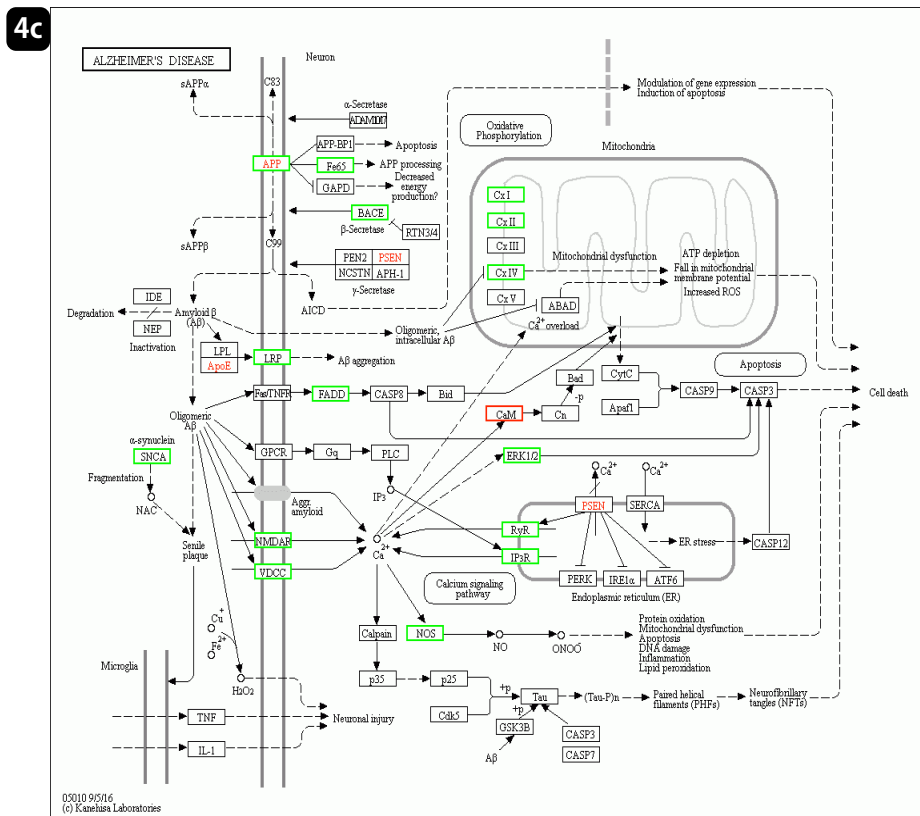 4c
ALZHEIMER'S DISEASE
Neuron
sAPPα
C83
α-Secretase
ADAM10/17
Modulation of gene expression
Induction of apoptosis
Oxidative
Phosphorylation
Mitochondria
APP
APP-BP1
Apoptosis
Fe65
APP processing
GAPD
Decreased
energy
production?
BACE
β-Secretase
RTN3/4
sAPPβ
C99
PEN2
PSEN
NCSTN
APH-1
γ-Secretase
AICD
Cx I
Cx II
Cx III
Cx IV
Cx V
Mitochondrial dysfunction
ABAD
ATP depletion
Fall in mitochondrial
membrane potential
Increased ROS
IDE
Degradation
NEP
Inactivation
Amyloid β
(Aβ)
Oligomeric,
intracellular Aβ
Ca2+ overload
LPL
ApoE
LRP
Aβ aggregation
Fas/TNFR
FADD
CASP8
Bid
Bad
-p
CytC
Apaf1
CASP9
Apoptosis
CASP3
Cell death
CaM
Cn
Oligomeric
Aβ
α-synuclein
SNCA
Fragmentation
NAC
Senile
plaque
GPCR
Gq
PLC
IP3
ERK1/2
Aggr.
amyloid
NMDAR
VDCC
Ca2+
RyR
IP3R
Ca2+
Ca2+
PSEN
SERCA
ER stress
CASP12
PERK
IRE1α
ATF6
Endoplasmic reticulum (ER)
Calcium signaling
pathway
Cu+
Fe2+
H2O2
Calpain
NOS
NO
ONOO-
Protein oxidation
Mitochondrial dysfunction
Apoptosis
DNA damage
Inflammation
Lipid peroxidation
Microglia
p35
p25
Cdk5
+p
Tau
(Tau-P)n
Paired helical
filaments (PHFs)
Neurofibrillary
tangles (NFTs)
+p
GSK3B
Aβ
CASP3
CASP7
TNF
IL-1
Neuronal injury
05010 9/5/16
(c) Kanehisa Laboratories